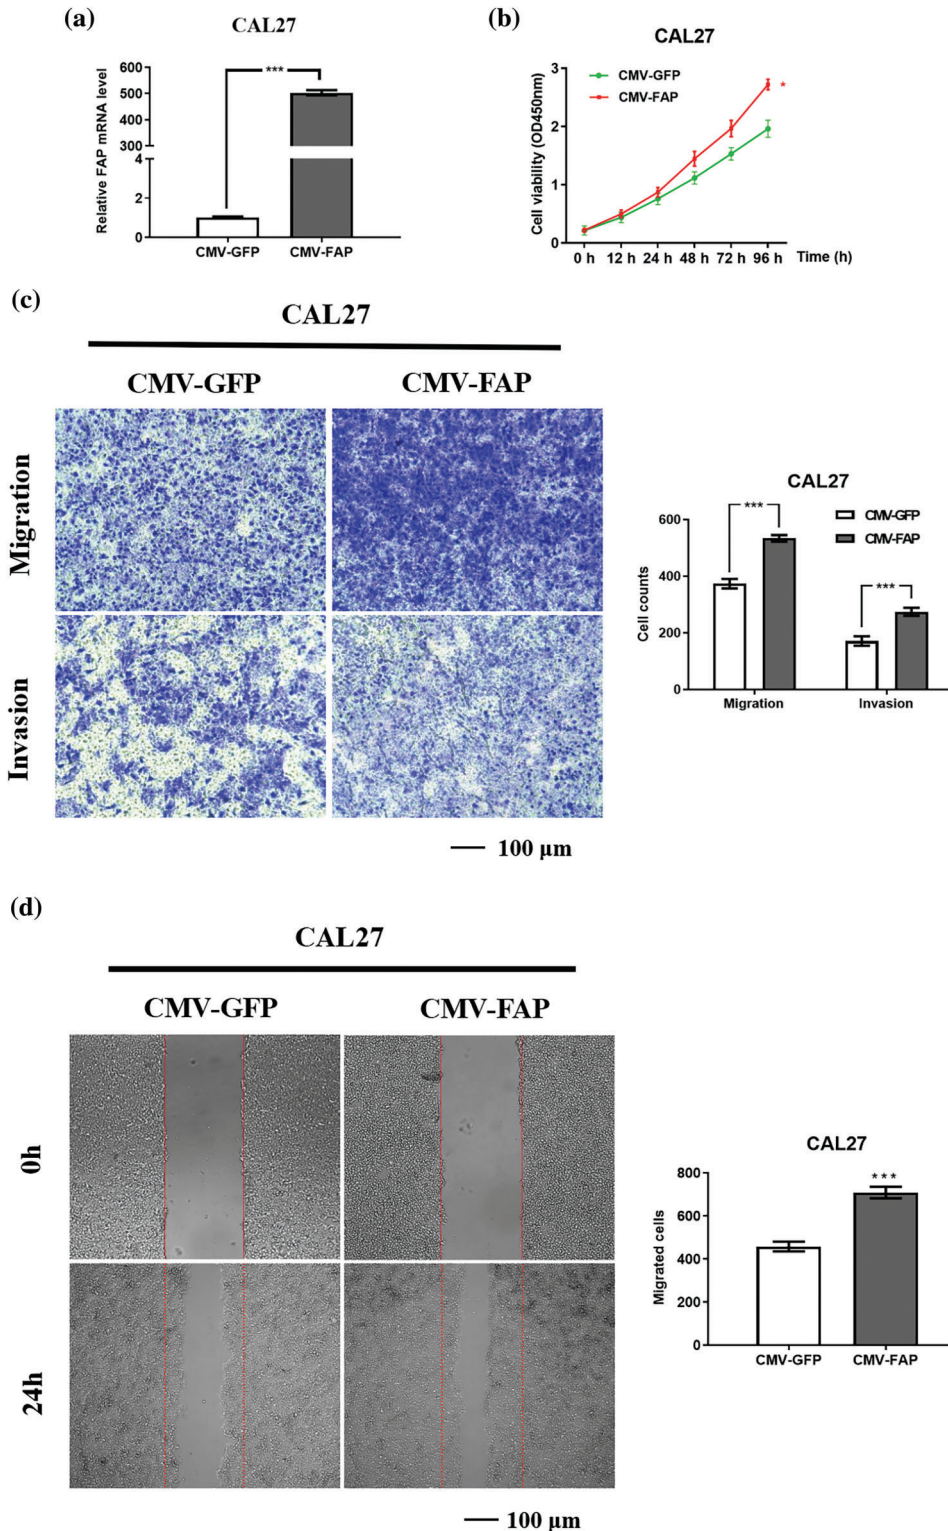 (a)
CAL27
Relative FAP mRNA level
600
500
400
300
4
2
0
***
CMV-GFP
CMV-FAP
(b)
CAL27
Cell viability (OD450nm)
3
2
1
0
CMV-GFP
CMV-FAP
*
0 h 12 h 24 h 48 h 72 h 96 h Time (h)
(c)
CAL27
CMV-GFP CMV-FAP
Migration
Invasion
100 μm
CAL27
Cell counts
600
400
200
0
***
***
CMV-GFP
CMV-FAP
Migration Invasion
(d)
CAL27
CMV-GFP CMV-FAP
0h
24h
100 μm
CAL27
Migrated cells
800
600
400
200
0
***
CMV-GFP CMV-FAP